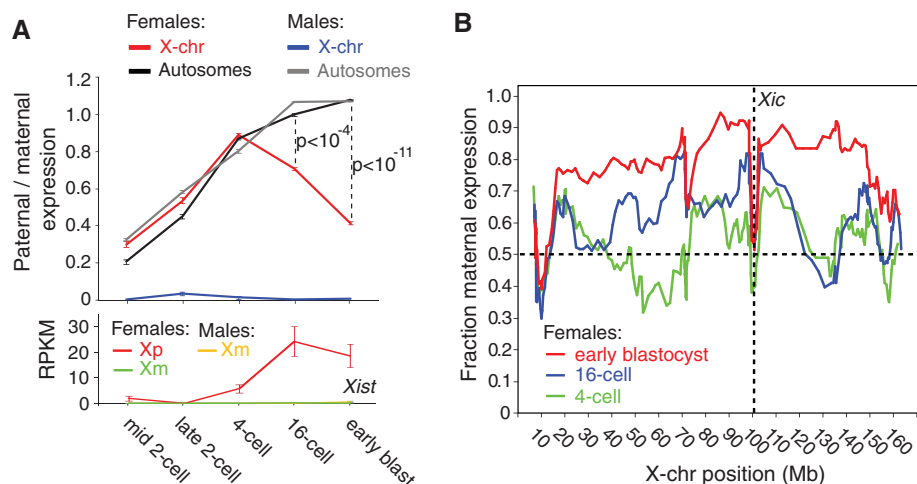 A
Females: Males:
X-chr X-chr
Autosomes Autosomes
Paternal / maternal
expression
1.2
1.0
0.8
0.6
0.4
0.2
0
p<10^-4
p<10^-11
RPKM
30
20
10
0
Females: Males:
Xp Xm
Xm
Xist
mid 2-cell
late 2-cell
4-cell
16-cell
early blast
B
Xic
Fraction maternal expression
1.0
0.9
0.8
0.7
0.6
0.5
0.4
0.3
0.2
0.1
0
Females:
early blastocyst
16-cell
4-cell
10 20 30 40 50 60 70 80 90 100 110 120 130 140 150 160
X-chr position (Mb)